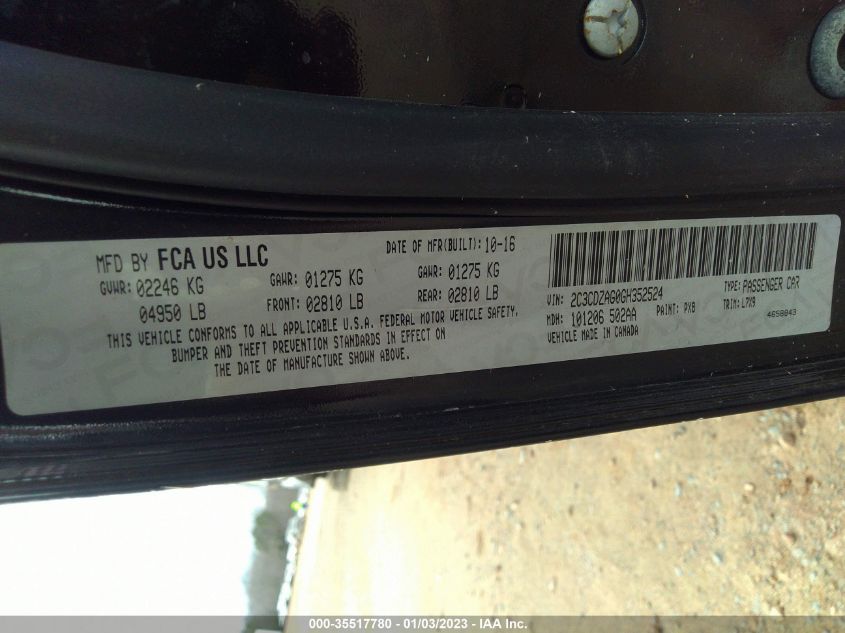 MFD BY FCA US LLC DATE OF MFR(BUILT): 10-16
GVWR: 02246 KG GAWR: 01275 KG GAWR: 01275 KG
04950 LB FRONT: 02810 LB REAR: 02810 LB
THIS VEHICLE CONFORMS TO ALL APPLICABLE U.S.A. FEDERAL MOTOR VEHICLE SAFETY,
BUMPER AND THEFT PREVENTION STANDARDS IN EFFECT ON
THE DATE OF MANUFACTURE SHOWN ABOVE.
VIN: 2C3CDZAG0GH352524 TYPE: PASSENGER CAR
MDH: 101206 502AA PAINT: PX8 TRIM: L7X9
VEHICLE MADE IN CANADA 4658043
000-35517780 - 01/03/2023 - © IAA Inc.